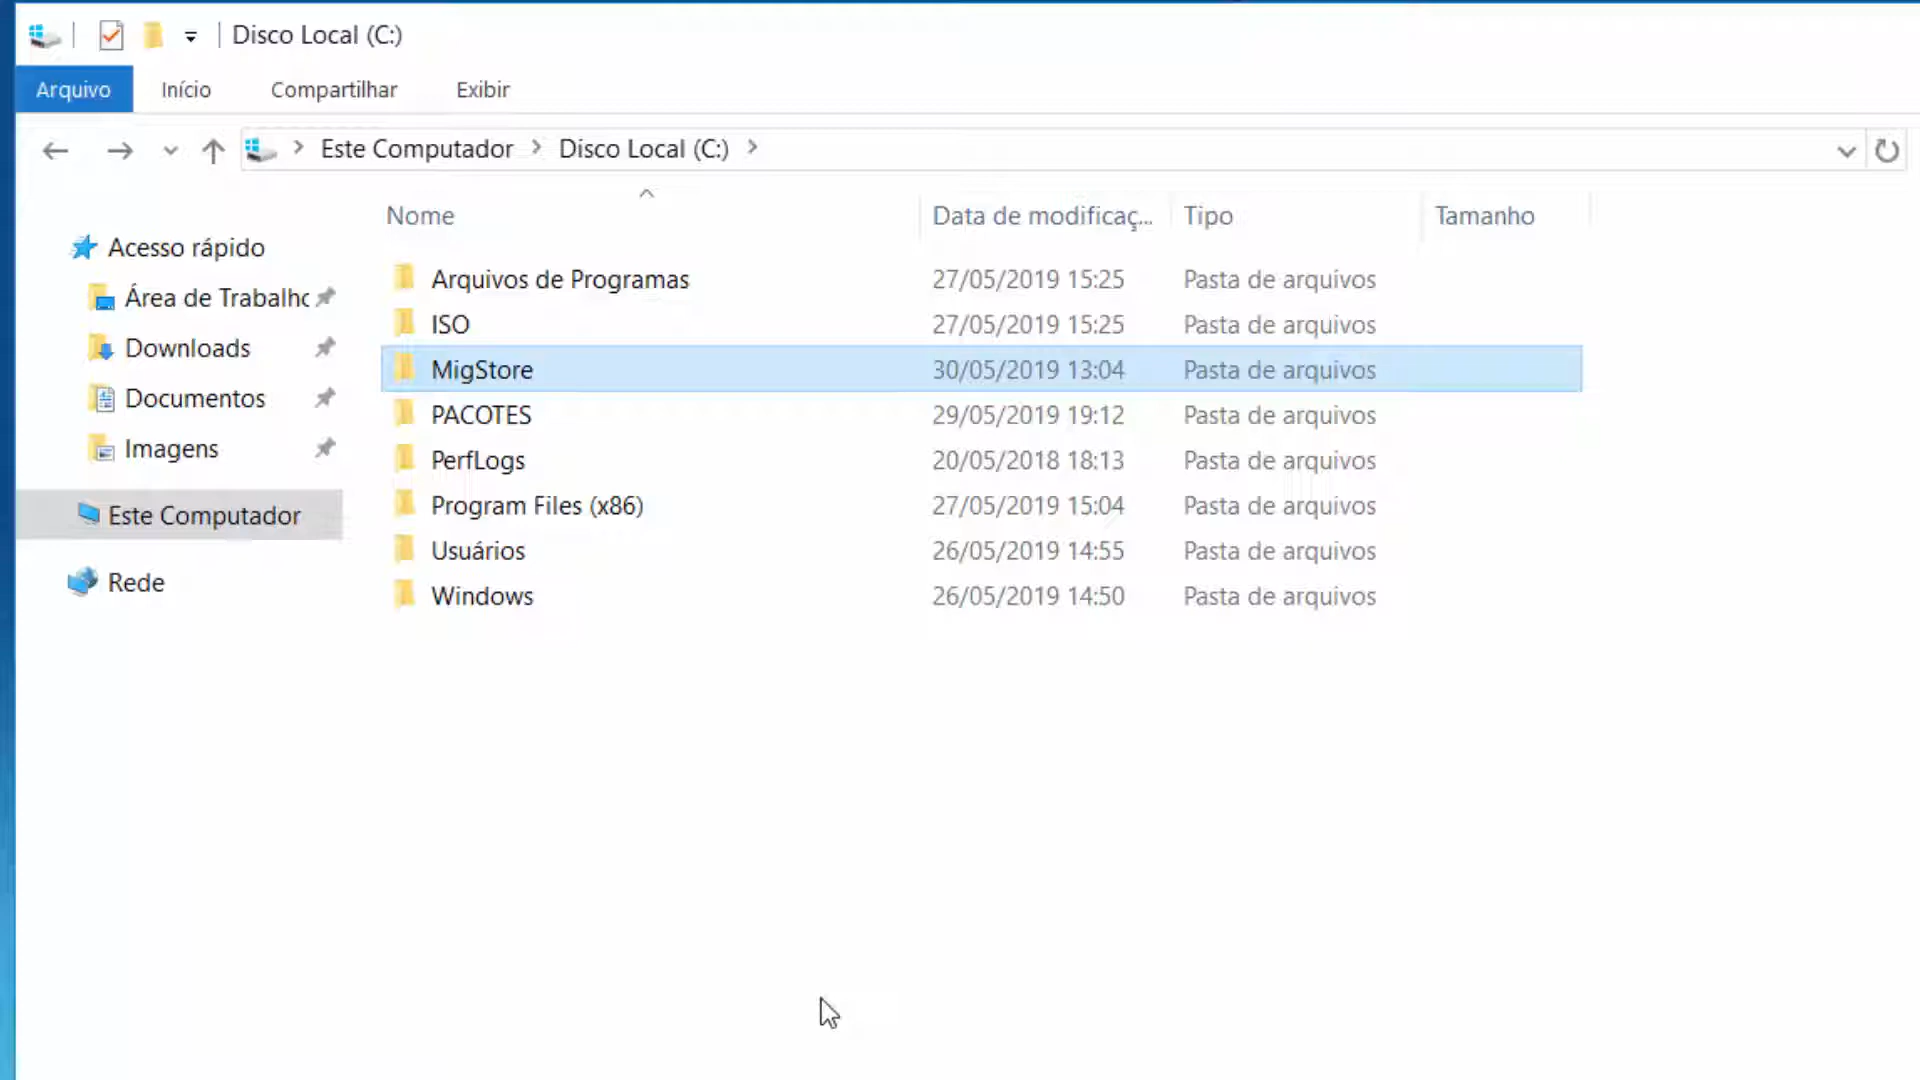 Disco Local (C:)
Arquivo Início Compartilhar Exibir
Este Computador Disco Local (C:)
Nome Data de modificaç... Tipo Tamanho
Acesso rápido
Área de Trabalho
Downloads
Documentos
Imagens
Este Computador
Rede
Arquivos de Programas 27/05/2019 15:25 Pasta de arquivos
ISO 27/05/2019 15:25 Pasta de arquivos
MigStore 30/05/2019 13:04 Pasta de arquivos
PACOTES 29/05/2019 19:12 Pasta de arquivos
PerfLogs 20/05/2018 18:13 Pasta de arquivos
Program Files (x86) 27/05/2019 15:04 Pasta de arquivos
Usuários 26/05/2019 14:55 Pasta de arquivos
Windows 26/05/2019 14:50 Pasta de arquivos